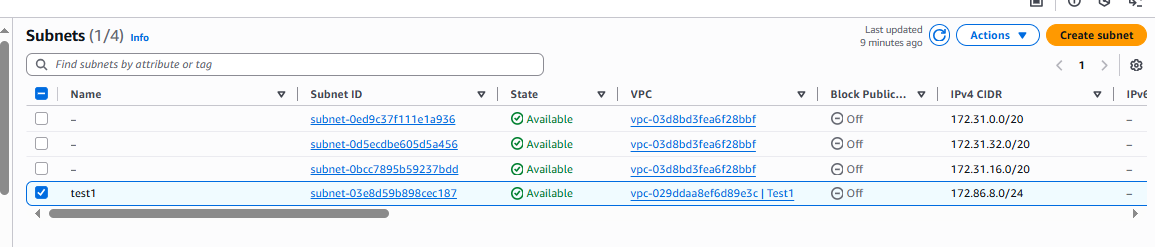 Subnets (1/4) Info
Last updated
9 minutes ago
Actions
Create subnet
Find subnets by attribute or tag
1
Name Subnet ID State VPC Block Public... IPv4 CIDR IPv6
– subnet-0ed9c37f111e1a936 Available vpc-03d8bd3fea6f28bbf Off 172.31.0.0/20 –
– subnet-0d5ecdbe605d5a456 Available vpc-03d8bd3fea6f28bbf Off 172.31.32.0/20 –
– subnet-0bcc7895b59237bdd Available vpc-03d8bd3fea6f28bbf Off 172.31.16.0/20 –
test1 subnet-03e8d59b898cec187 Available vpc-029ddaa8ef6d89e3c | Test1 Off 172.86.8.0/24 –